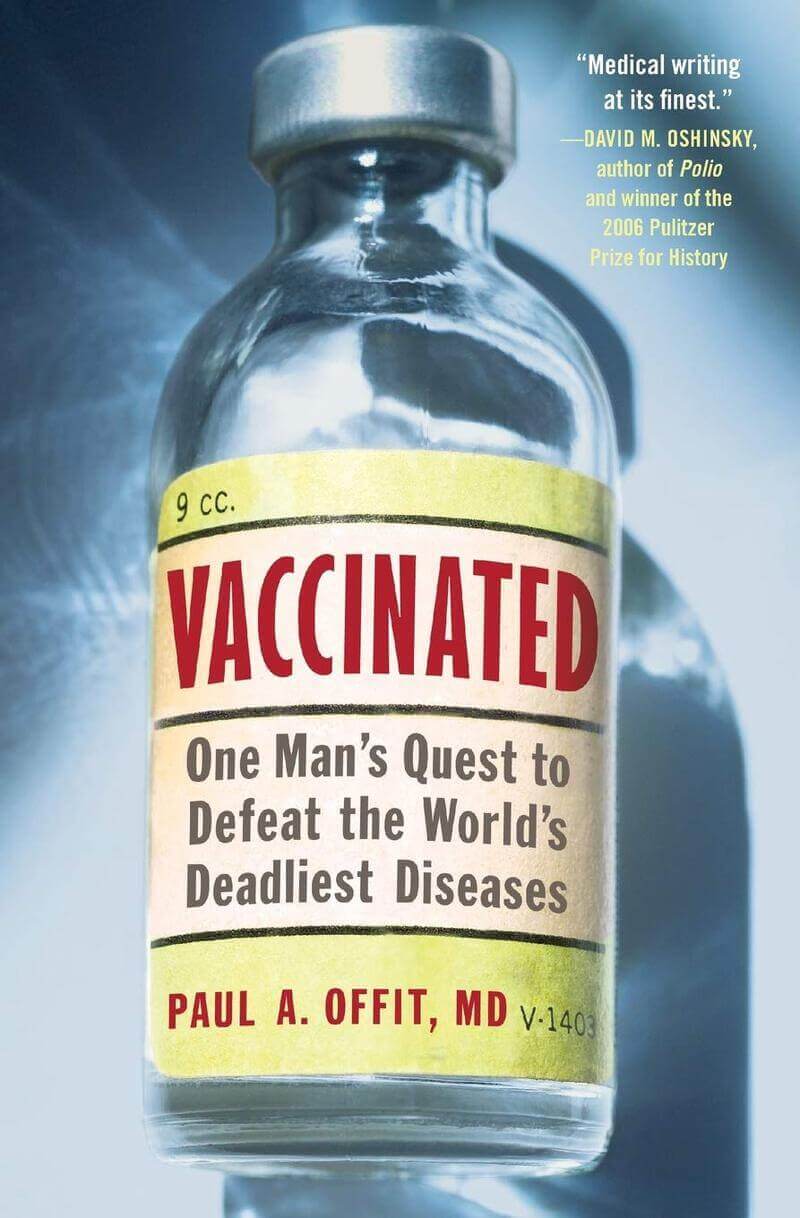 “Medical writing
at its finest.”
—DAVID M. OSHINSKY,
author of Polio
and winner of the
2006 Pulitzer
Prize for History
9 cc.
VACCINATED
One Man’s Quest to
Defeat the World’s
Deadliest Diseases
PAUL A. OFFIT, MD V-1403